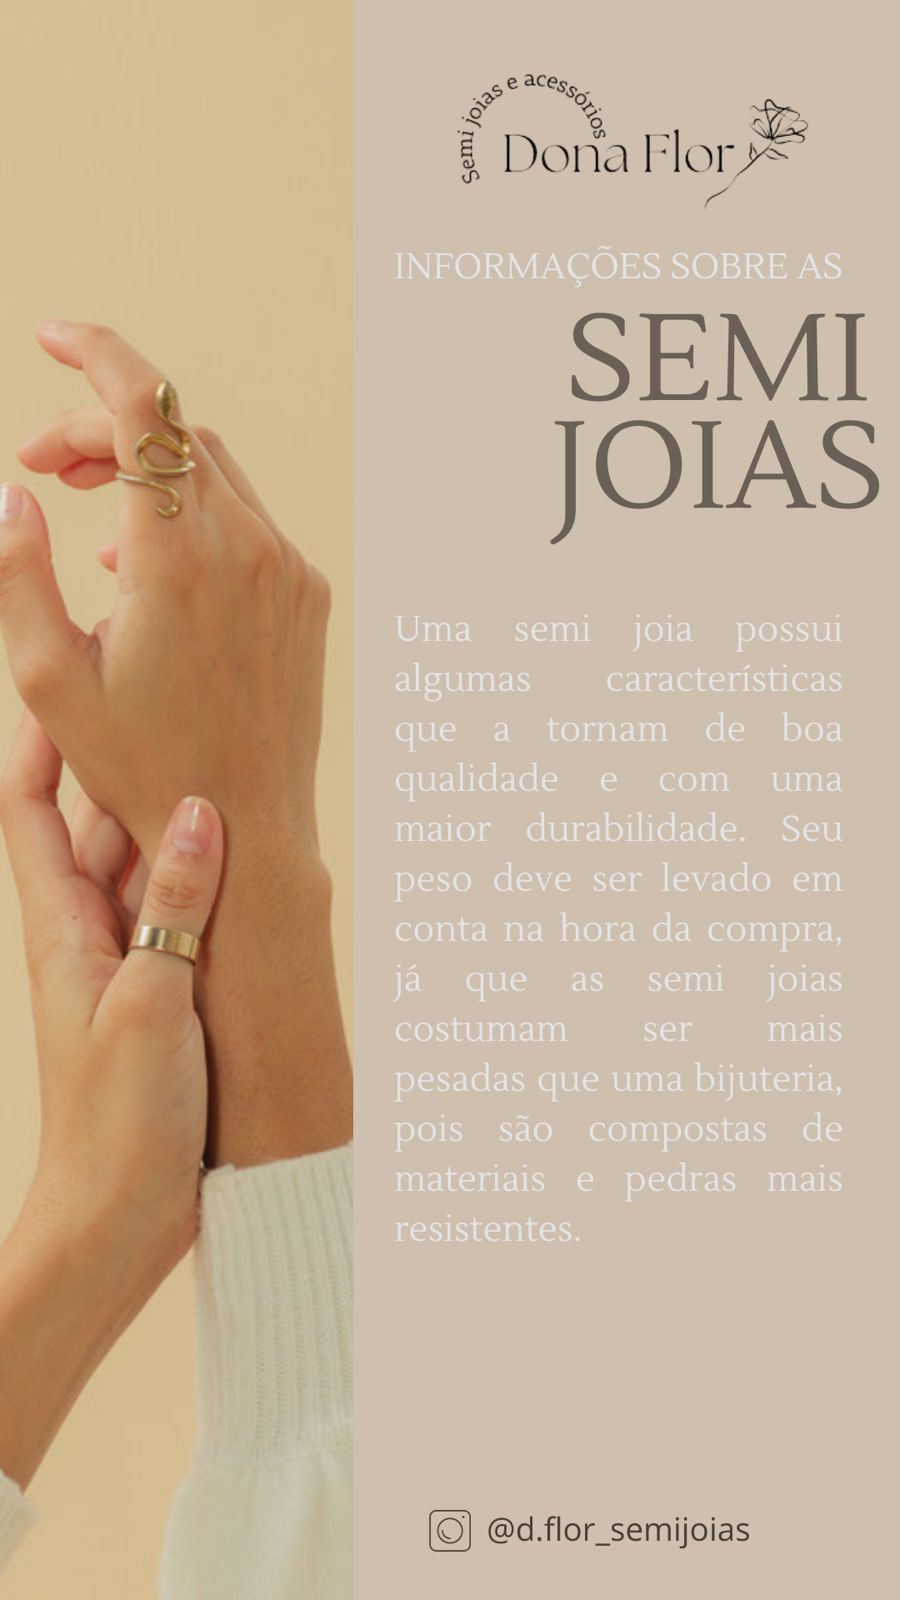 Semi joias e acessórios
Dona Flor
INFORMAÇÕES SOBRE AS
SEMI
JOIAS
Uma semi joia possui
algumas características
que a tornam de boa
qualidade e com uma
maior durabilidade. Seu
peso deve ser levado em
conta na hora da compra,
já que as semi joias
costumam ser mais
pesadas que uma bijuteria,
pois são compostas de
materiais e pedras mais
resistentes.
@d.flor_semijoias